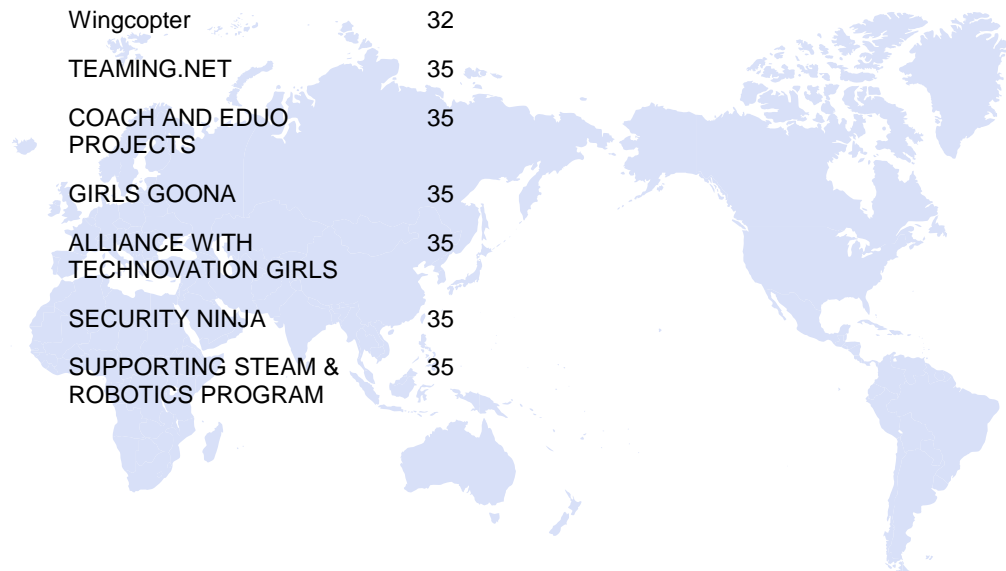 Wingcopter 32
TEAMING.NET 35
COACH AND EDUO 35
PROJECTS
GIRLS GOONA 35
ALLIANCE WITH 35
TECHNOVATION GIRLS
SECURITY NINJA 35
SUPPORTING STEAM & 35
ROBOTICS PROGRAM